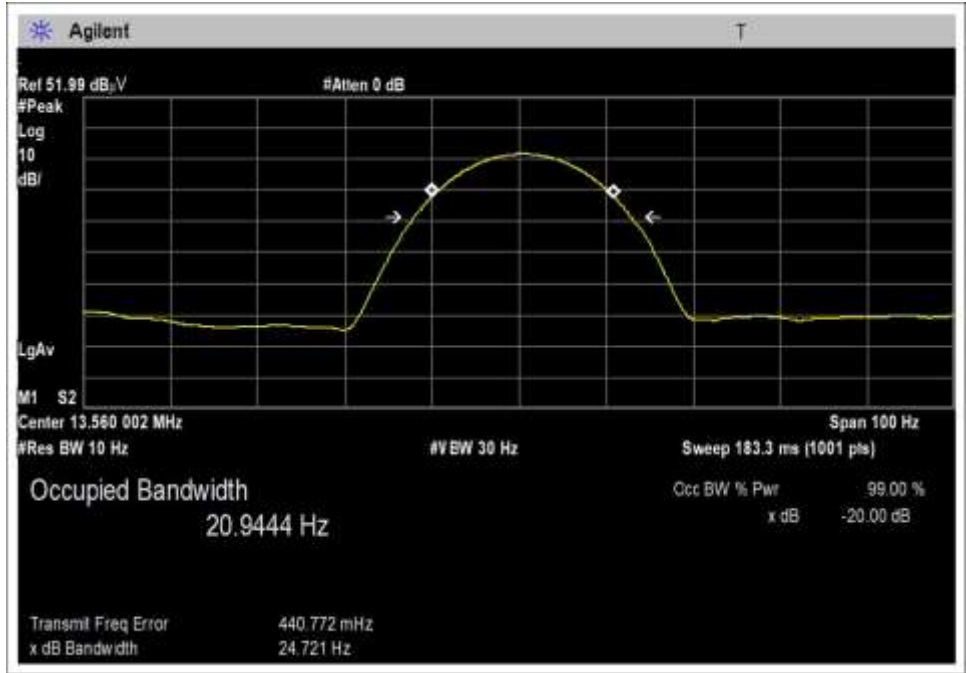 Agilent T
Ref 51.99 dBµV #Atten 0 dB
#Peak
Log
10
dB/
LgAv
M1 S2
Center 13.560 002 MHz Span 100 Hz
#Res BW 10 Hz #VBW 30 Hz Sweep 183.3 ms (1001 pts)
Occupied Bandwidth Occ BW % Pwr 99.00 %
20.9444 Hz x dB -20.00 dB
Transmit Freq Error 440.772 mHz
x dB Bandwidth 24.721 Hz